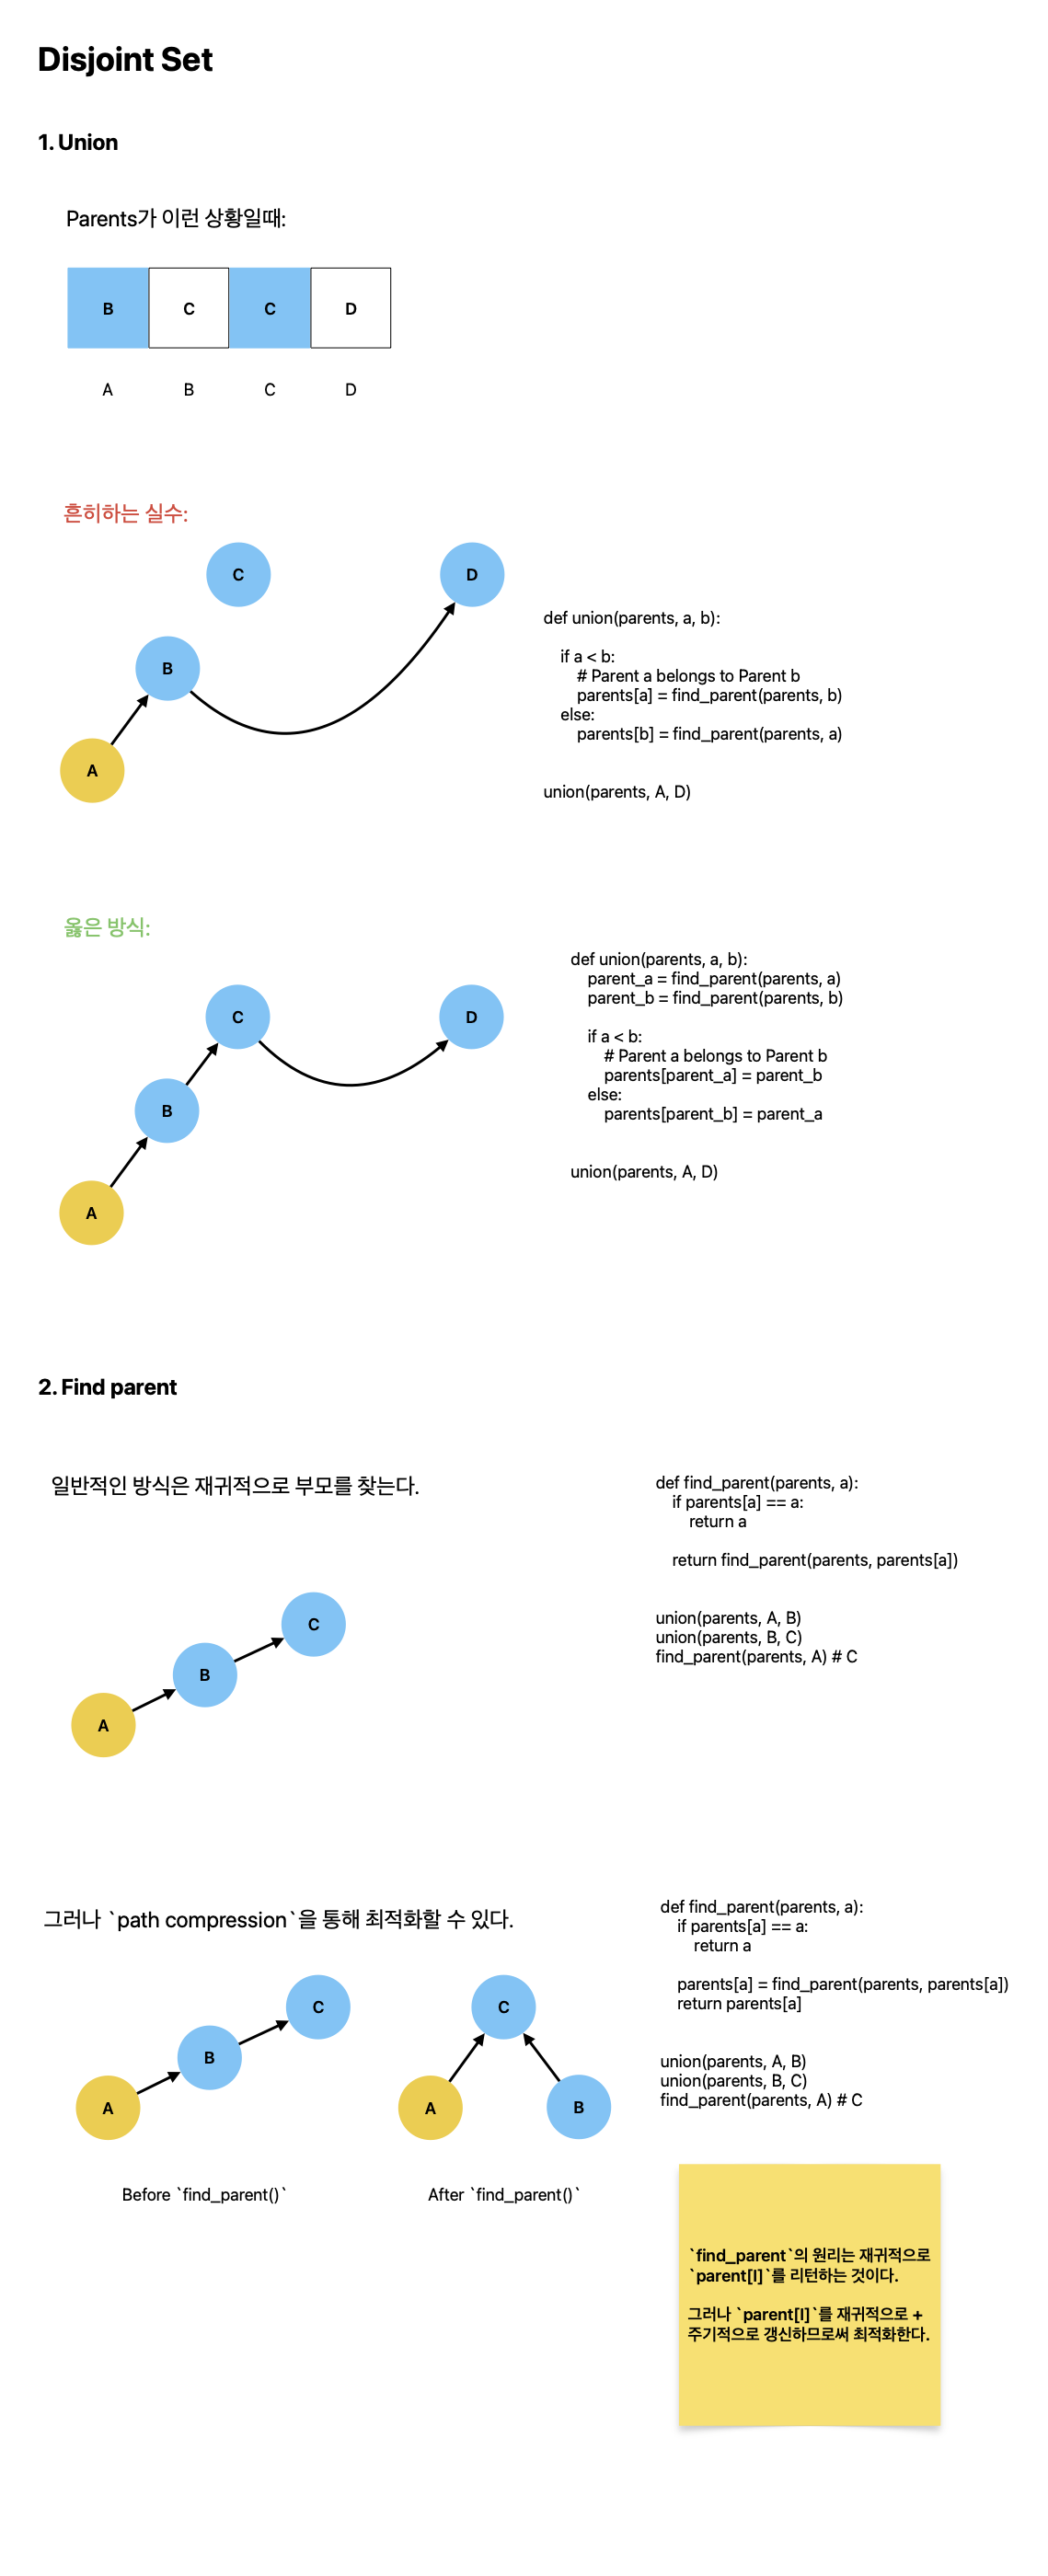 Disjoint Set
1. Union
Parents가 이런 상황일때:
B C C D
A B C D
흔히하는 실수:
C
D
B
A
def union(parents, a, b):
if a < b:
# Parent a belongs to Parent b
parents[a] = find_parent(parents, b)
else:
parents[b] = find_parent(parents, a)
union(parents, A, D)
옳은 방식:
C
D
B
A
def union(parents, a, b):
parent_a = find_parent(parents, a)
parent_b = find_parent(parents, b)
if a < b:
# Parent a belongs to Parent b
parents[parent_a] = parent_b
else:
parents[parent_b] = parent_a
union(parents, A, D)
2. Find parent
일반적인 방식은 재귀적으로 부모를 찾는다.
C
B
A
def find_parent(parents, a):
if parents[a] == a:
return a
return find_parent(parents, parents[a])
union(parents, A, B)
union(parents, B, C)
find_parent(parents, A) # C
그러나 `path compression`을 통해 최적화할 수 있다.
C
B
A
Before `find_parent()`
C
A
B
After `find_parent()`
def find_parent(parents, a):
if parents[a] == a:
return a
parents[a] = find_parent(parents, parents[a])
return parents[a]
union(parents, A, B)
union(parents, B, C)
find_parent(parents, A) # C
`find_parent`의 원리는 재귀적으로
`parent[I]`를 리턴하는 것이다.
그러나 `parent[I]`를 재귀적으로 +
주기적으로 갱신하므로써 최적화한다.